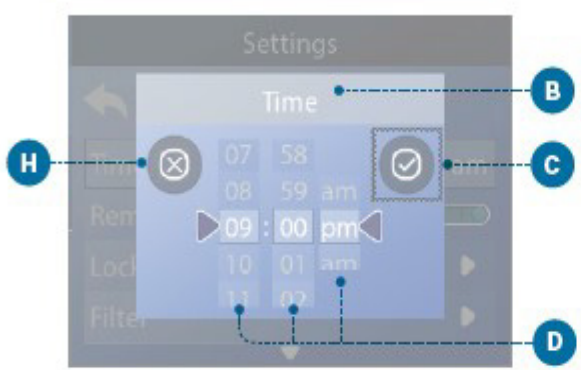 Settings
B
Time
H
C
07 58
Time am
08 59 am
Rem
09 : 00 pm
Lock 10 01 am
11 02
Filter
D